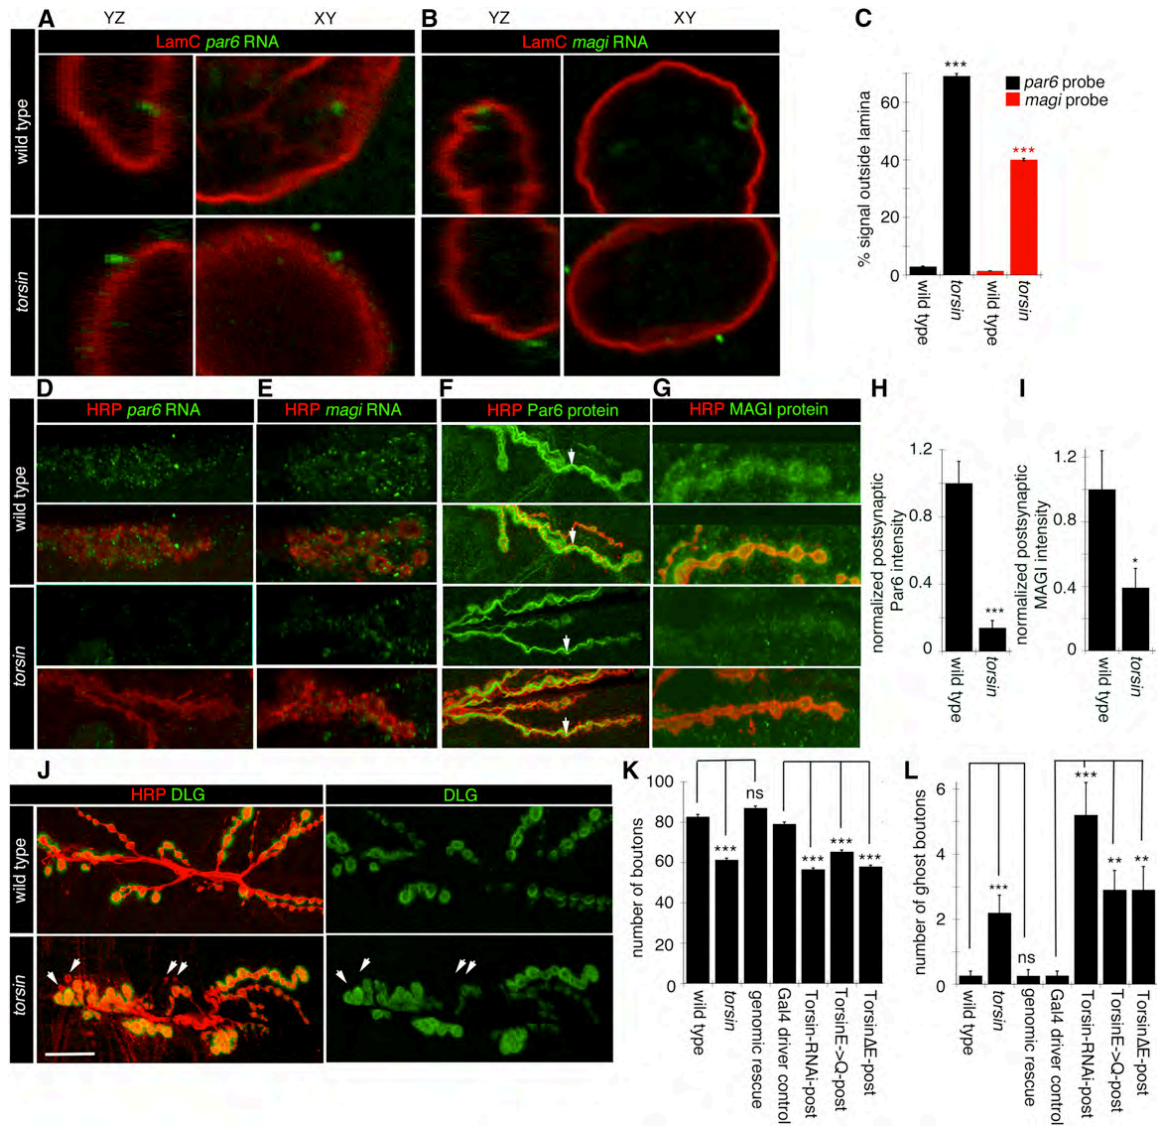 A
YZ
XY
LamC par6 RNA
wild type
torsin
B
YZ
XY
LamC magi RNA
C
% signal outside lamina
60
40
20
0
***
***
par6 probe
magi probe
wild type
torsin
wild type
torsin
D
HRP par6 RNA
E
HRP magi RNA
F
HRP Par6 protein
G
HRP MAGI protein
wild type
torsin
H
normalized postsynaptic
Par6 intensity
1.2
0.8
0.4
0
***
wild type
torsin
I
normalized postsynaptic
MAGI intensity
1.2
0.8
0.4
0
*
wild type
torsin
J
HRP DLG
DLG
wild type
torsin
K
number of boutons
100
80
60
40
20
0
***
ns
***
***
***
wild type
torsin
genomic rescue
Gal4 driver control
Torsin-RNAi-post
TorsinE->Q-post
TorsinΔE-post
L
number of ghost boutons
6
4
2
0
***
ns
***
**
**
wild type
torsin
genomic rescue
Gal4 driver control
Torsin-RNAi-post
TorsinE->Q-post
TorsinΔE-post